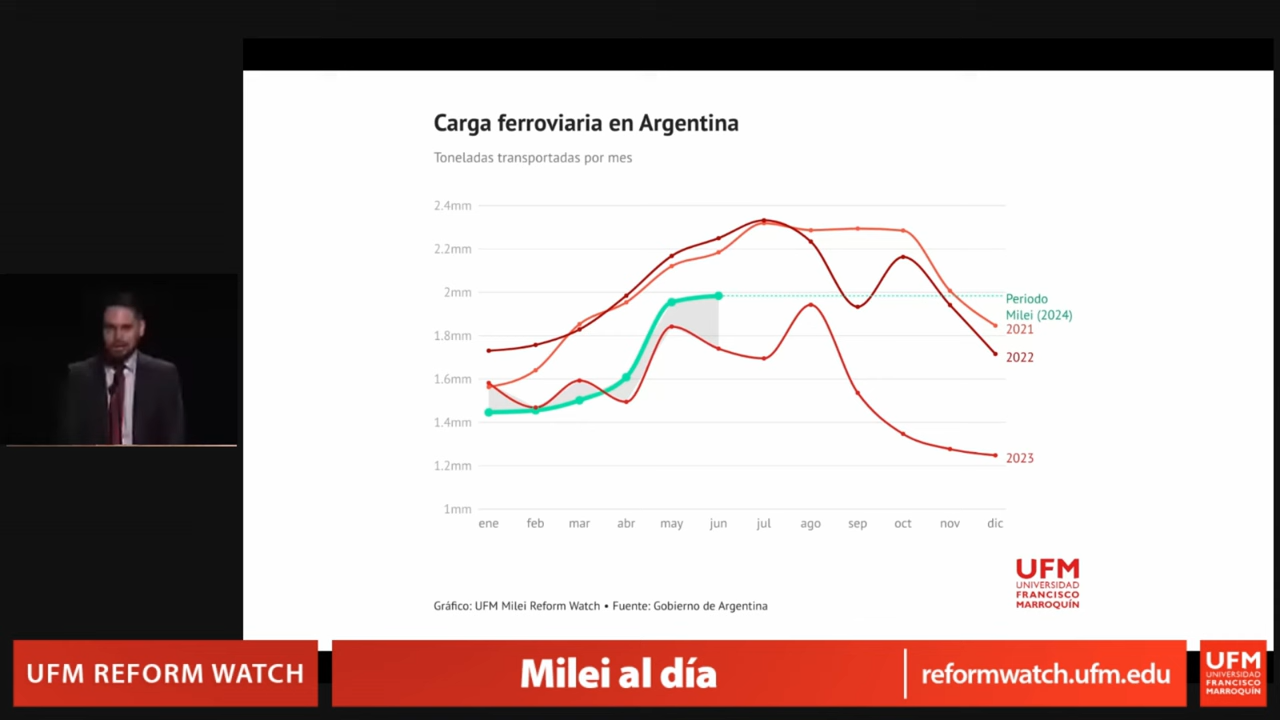 Carga ferroviaria en Argentina
Toneladas transportadas por mes
2.4mm
2.2mm
2mm
1.8mm
1.6mm
1.4mm
1.2mm
1mm
ene feb mar abr may jun jul ago sep oct nov dic
Periodo
Milei (2024)
2021
2022
2023
UFM
UNIVERSIDAD
FRANCISCO
MARROQUÍN
Gráfico: UFM Milei Reform Watch • Fuente: Gobierno de Argentina
UFM REFORM WATCH
Milei al día
reformwatch.ufm.edu
UFM
UNIVERSIDAD
FRANCISCO
MARROQUÍN